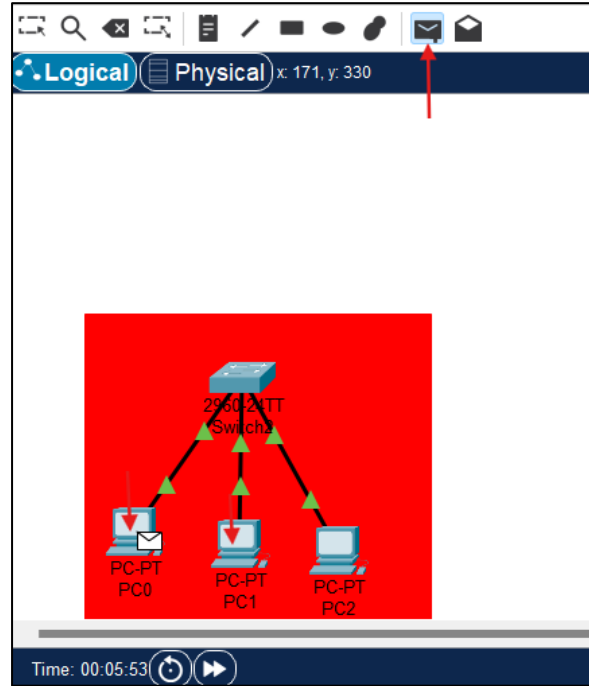 Logical Physical x: 171, y: 330
2960-24TT
Switch2
PC-PT
PC0
PC-PT
PC1
PC-PT
PC2
Time: 00:05:53